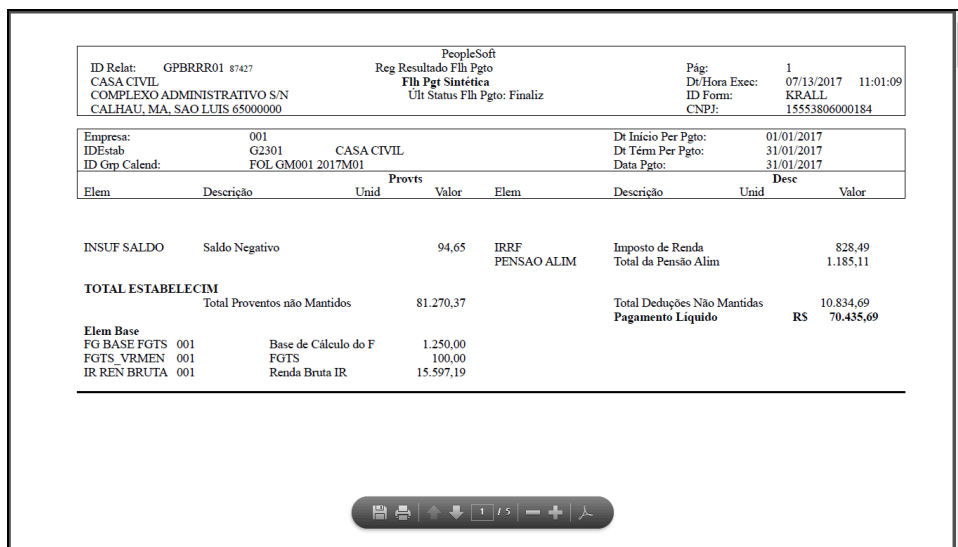 PeopleSoft
ID Relat: GPBRRR01 87427 Reg Resultado Flh Pgto Pág: 1
CASA CIVIL Flh Pgt Sintética Dt/Hora Exec: 07/13/2017 11:01:09
COMPLEXO ADMINISTRATIVO S/N Últ Status Flh Pgto: Finaliz ID Form: KRALL
CALHAU, MA, SAO LUIS 65000000 CNPJ: 15553806000184
Empresa: 001 Dt Início Per Pgto: 01/01/2017
IDEstab G2301 CASA CIVIL Dt Térm Per Pgto: 31/01/2017
ID Grp Calend: FOL GM001 2017M01 Data Pgto: 31/01/2017
Provts Desc
Elem Descrição Unid Valor Elem Descrição Unid Valor
INSUF SALDO Saldo Negativo 94,65 IRRF Imposto de Renda 828,49
PENSAO ALIM Total da Pensão Alim 1.185,11
TOTAL ESTABELECIM
Total Proventos não Mantidos 81.270,37 Total Deduções Não Mantidas 10.834,69
Pagamento Líquido R$ 70.435,69
Elem Base
FG BASE FGTS 001 Base de Cálculo do F 1.250,00
FGTS_VRMEN 001 FGTS 100,00
IR REN BRUTA 001 Renda Bruta IR 15.597,19
1 / 5